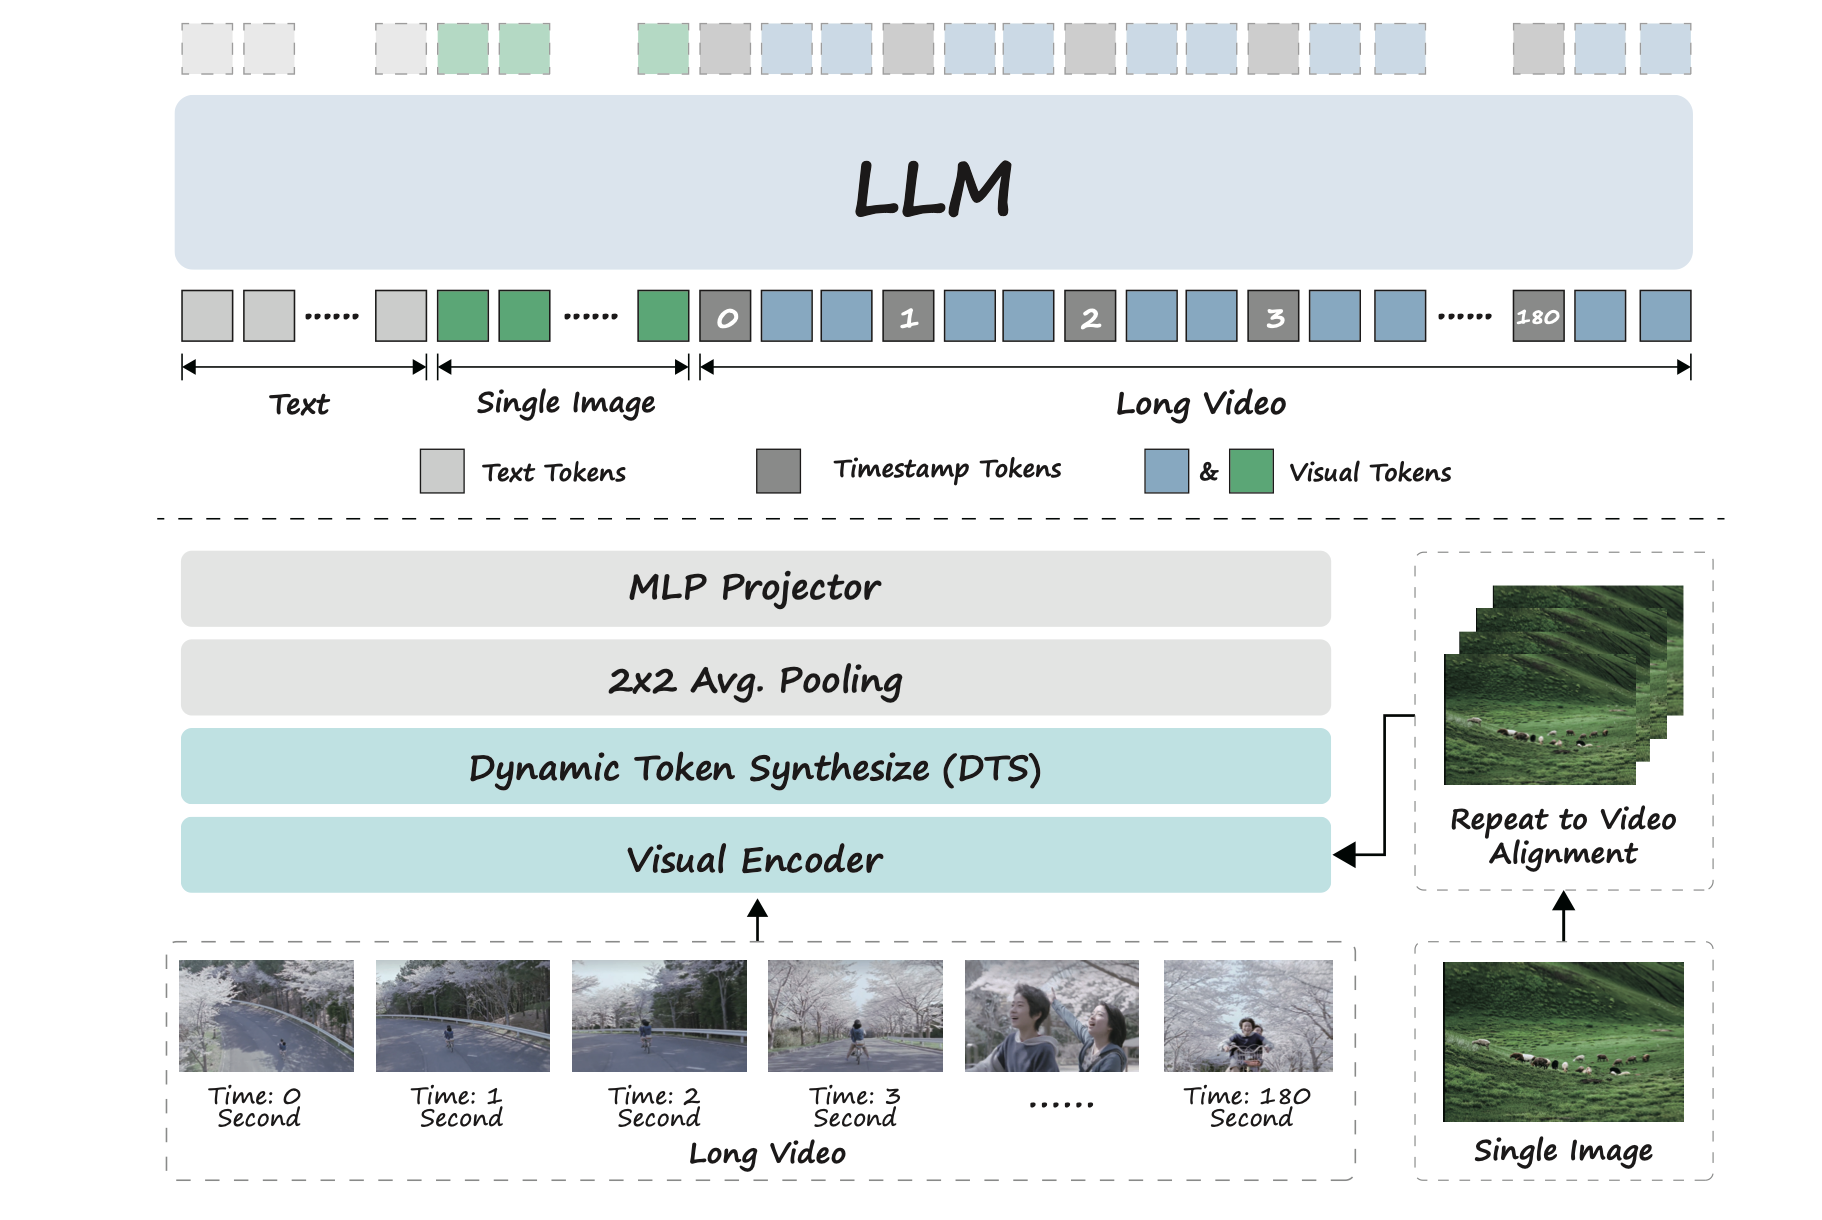 LLM
...... ...... 0 1 2 3 ...... 180
Text Single Image Long Video
Text Tokens Timestamp Tokens & Visual Tokens
MLP Projector
2x2 Avg. Pooling
Dynamic Token Synthesize (DTS)
Visual Encoder
Repeat to Video
Alignment
Time: 0
Second
Time: 1
Second
Time: 2
Second
Time: 3
Second
......
Time: 180
Second
Long Video
Single Image